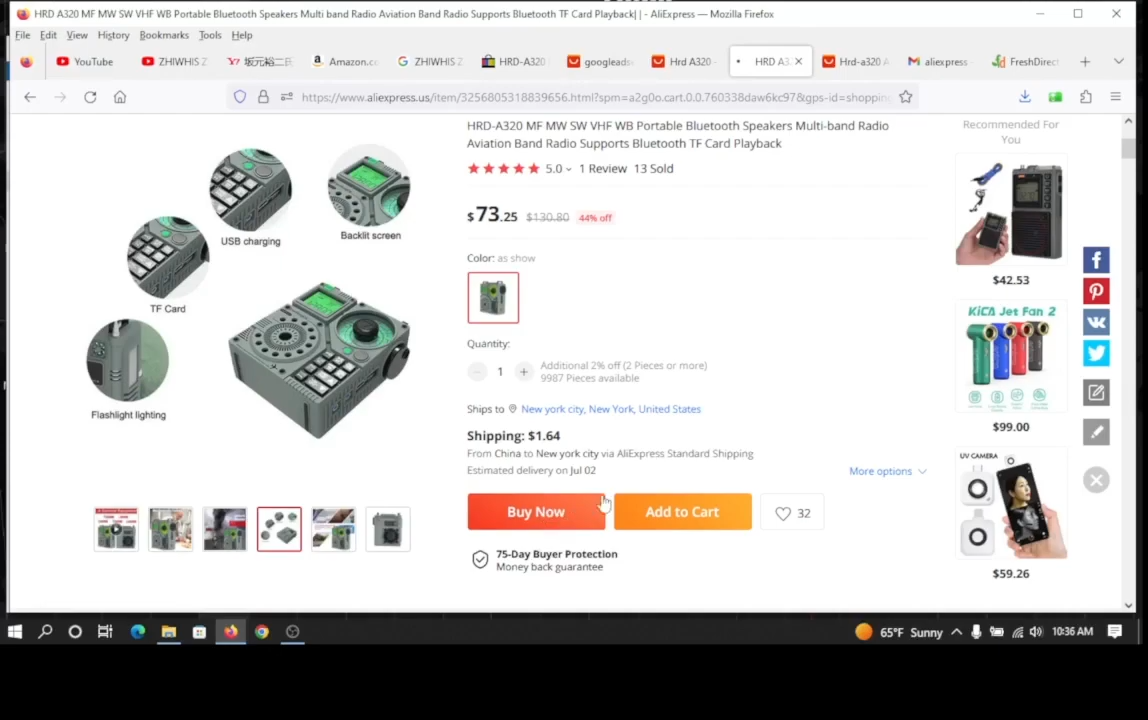 HRD A320 MF MW SW VHF WB Portable Bluetooth Speakers Multi band Radio Aviation Band Radio Supports Bluetooth TF Card Playback| | - AliExpress — Mozilla Firefox
File Edit View History Bookmarks Tools Help
YouTube
ZHIWHIS
Amazon.c
ZHIWHIS
HRD-A320
googleads
Hrd A320
HRD A3
Hrd-a320 A
aliexpress
FreshDirect
https://www.aliexpress.us/item/3256805318839656.html?spm=a2g0o.cart.0.0.760338daw6kc97&gps-id=shoppin
HRD-A320 MF MW SW VHF WB Portable Bluetooth Speakers Multi-band Radio
Aviation Band Radio Supports Bluetooth TF Card Playback
5.0 1 Review 13 Sold
$73.25 $130.80 44% off
Color: as show
Quantity:
1
Additional 2% off (2 Pieces or more)
9987 Pieces available
Ships to New york city, New York, United States
Shipping: $1.64
From China to New york city via AliExpress Standard Shipping
Estimated delivery on Jul 02
More options
Buy Now
Add to Cart
32
75-Day Buyer Protection
Money back guarantee
USB charging
Backlit screen
TF Card
Flashlight lighting
Recommended For
You
$42.53
KiCA Jet Fan 2
$99.00
UV CAMERA
$59.26
65°F Sunny
10:36 AM